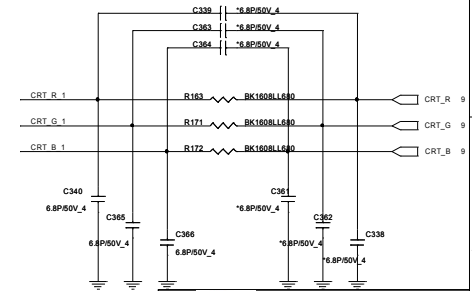 C339 *6.8P/50V_4
C363 *6.8P/50V_4
C364 *6.8P/50V_4
CRT_R_1 R163 BK1608LL680 CRT_R 9
CRT_G_1 R171 BK1608LL680 CRT_G 9
CRT_B_1 R172 BK1608LL680 CRT_B 9
C340 C361
6.8P/50V_4 *6.8P/50V_4
C365 C362
6.8P/50V_4 *6.8P/50V_4
C366 C338
6.8P/50V_4 *6.8P/50V_4